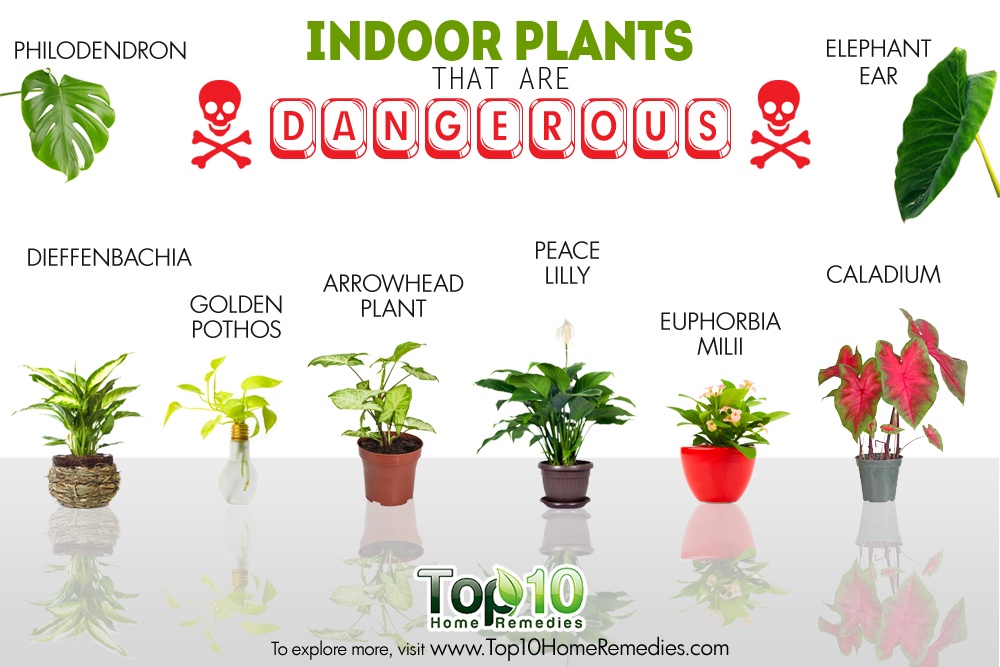 INDOOR PLANTS
THAT ARE
DANGEROUS
PHILODENDRON
ELEPHANT
EAR
DIEFFENBACHIA
GOLDEN
POTHOS
ARROWHEAD
PLANT
PEACE
LILLY
EUPHORBIA
MILII
CALADIUM
Top10
Home Remedies
To explore more, visit www.Top10HomeRemedies.com